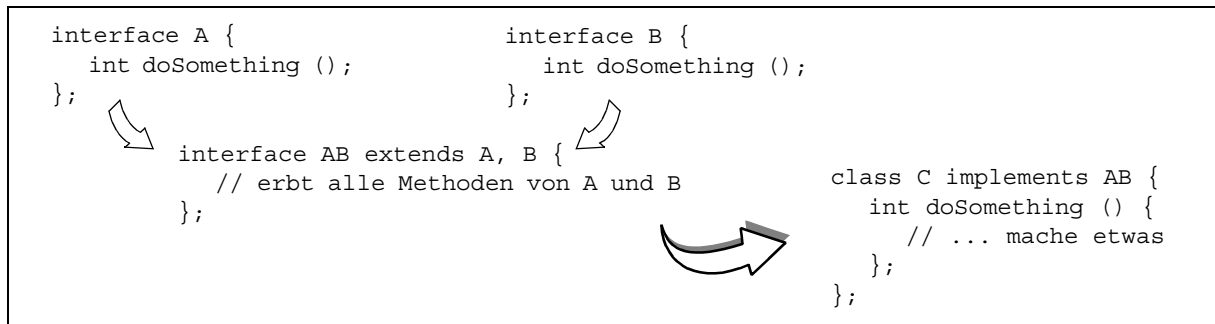 interface A {
int doSomething ();
};
interface B {
int doSomething ();
};
interface AB extends A, B {
// erbt alle Methoden von A und B
};
class C implements AB {
int doSomething () {
// ... mache etwas
};
};